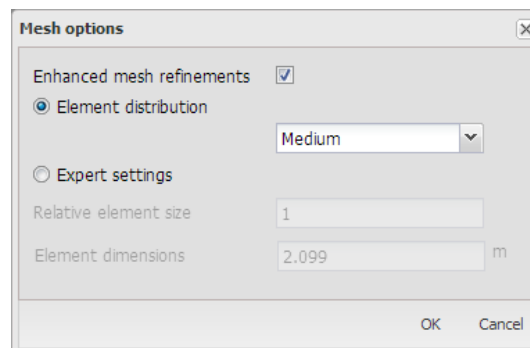 Mesh options
Enhanced mesh refinements
Element distribution
Medium
Expert settings
Relative element size 1
Element dimensions 2.099 m
OK Cancel